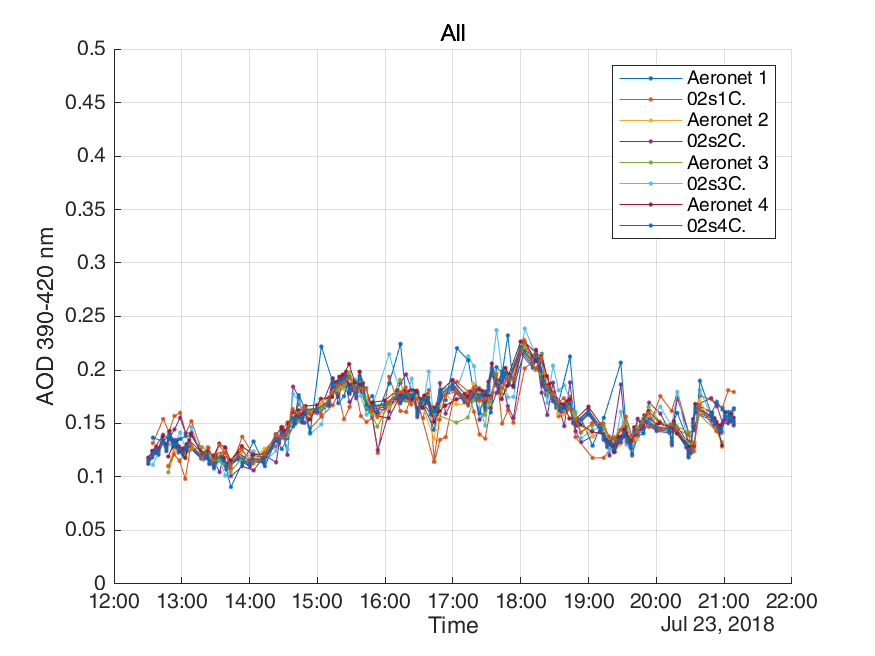 All
0.5
0.45
0.4
0.35
0.3
0.25
0.2
0.15
0.1
0.05
0
AOD 390-420 nm
Aeronet 1
02s1C.
Aeronet 2
02s2C.
Aeronet 3
02s3C.
Aeronet 4
02s4C.
12:00 13:00 14:00 15:00 16:00 17:00 18:00 19:00 20:00 21:00 22:00
Time
Jul 23, 2018